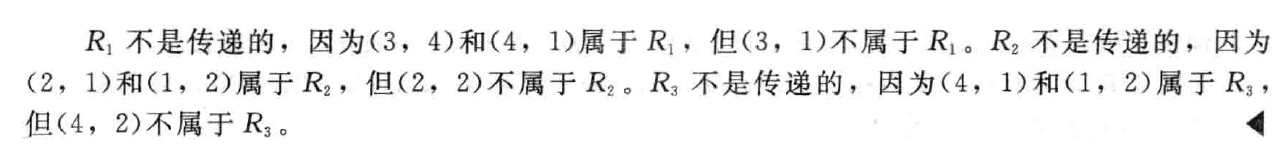 R₁ 不是传递的，因为(3，4)和(4，1)属于 R₁，但(3，1)不属于 R₁。R₂ 不是传递的，因为
(2，1)和(1，2)属于 R₂，但(2，2)不属于 R₂。R₃ 不是传递的，因为(4，1)和(1，2)属于 R₃，
但(4，2)不属于 R₃。 ◀